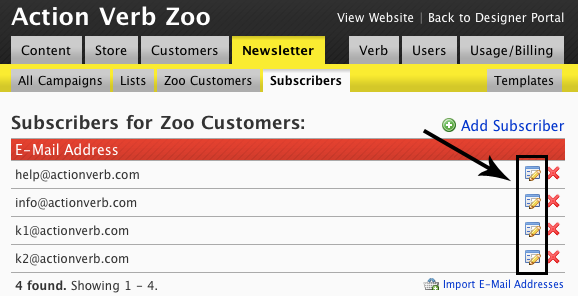 Action Verb Zoo
View Website | Back to Designer Portal
Content Store Customers Newsletter Verb Users Usage/Billing
All Campaigns Lists Zoo Customers Subscribers Templates
Subscribers for Zoo Customers:
Add Subscriber
E-Mail Address
help@actionverb.com
info@actionverb.com
k1@actionverb.com
k2@actionverb.com
4 found. Showing 1 - 4.
Import E-Mail Addresses